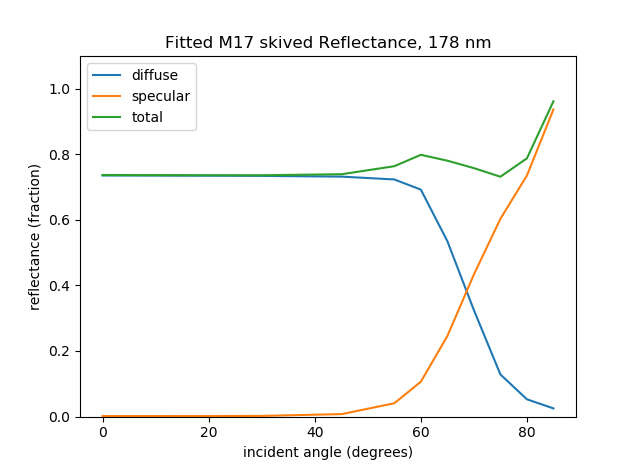 Fitted M17 skived Reflectance, 178 nm
diffuse
specular
total
1.0
0.8
0.6
0.4
0.2
0.0
reflectance (fraction)
0 20 40 60 80
incident angle (degrees)